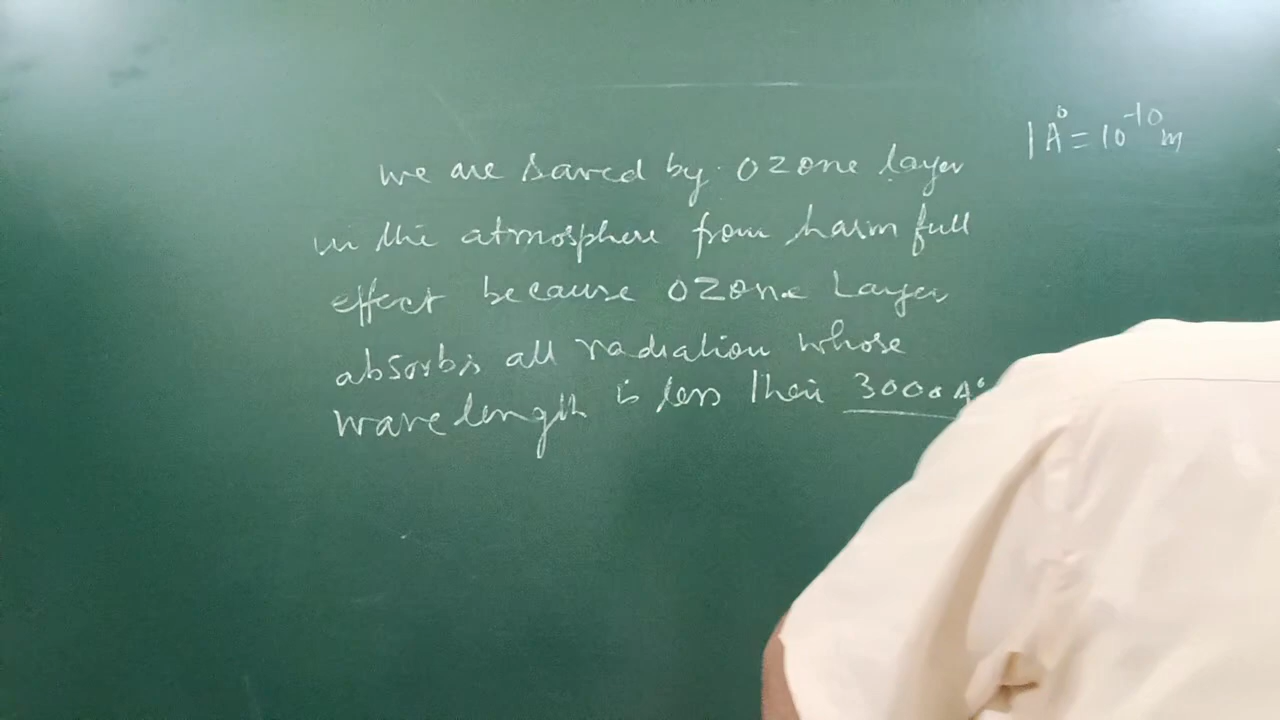 1 A° = 10⁻¹⁰ m
we are saved by ozone layer
in the atmosphere from harm full
effect because ozone Layer
absorbs all radiation whose
wave length is less then 3000 A°